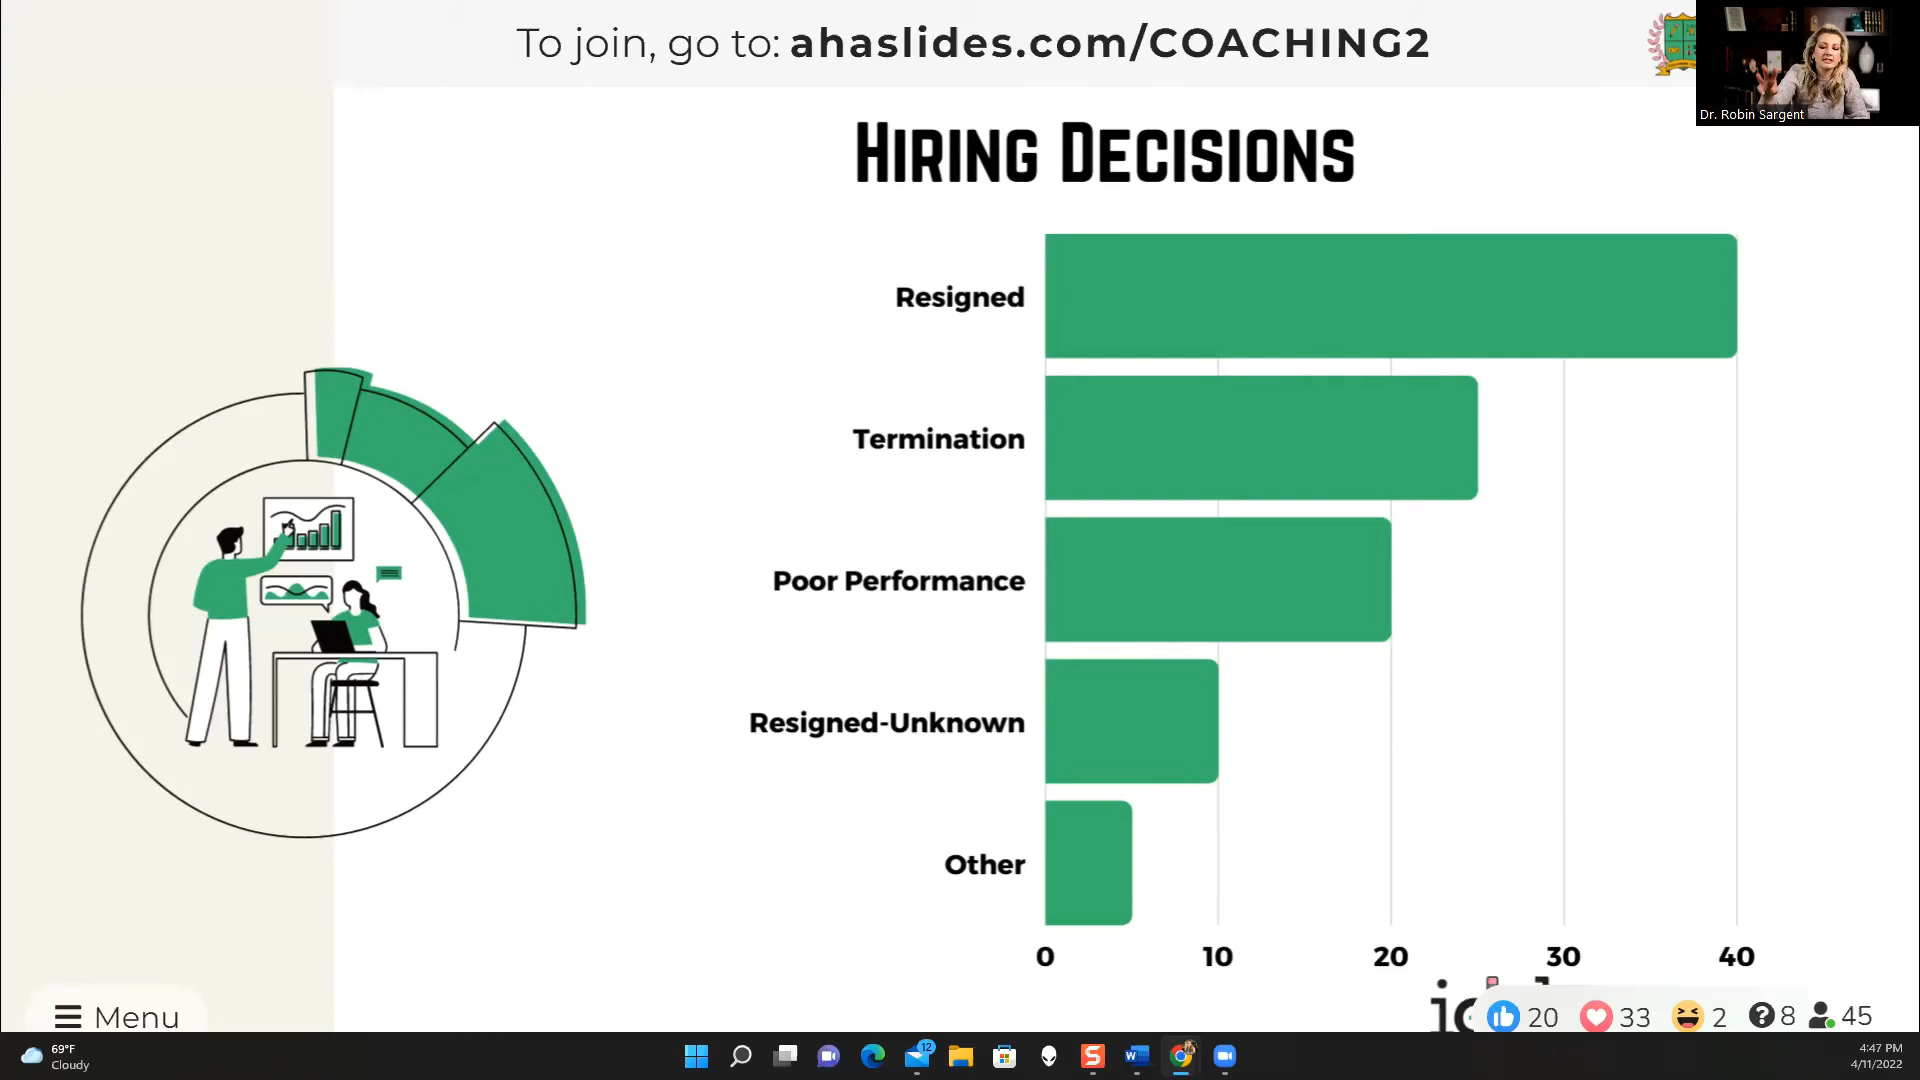 To join, go to: ahaslides.com/COACHING2
Dr. Robin Sargent
HIRING DECISIONS
Resigned
Termination
Poor Performance
Resigned-Unknown
Other
0 10 20 30 40
Menu
20 33 2 8 45
69°F
Cloudy
12
4:47 PM
4/11/2022